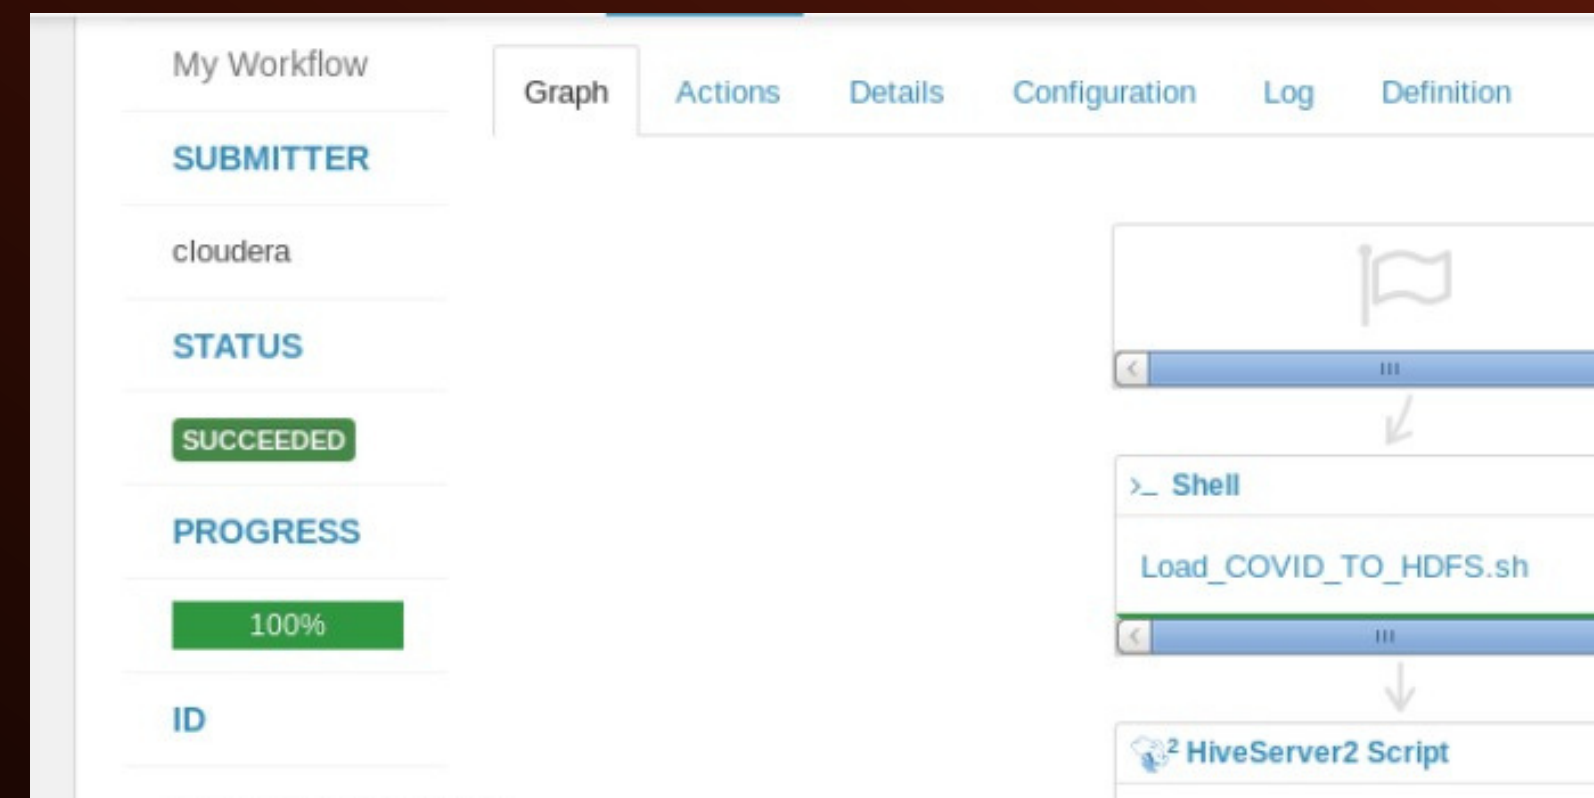 My Workflow
Graph Actions Details Configuration Log Definition
SUBMITTER
cloudera
STATUS
SUCCEEDED
PROGRESS
100%
ID
>_ Shell
Load_COVID_TO_HDFS.sh
2 HiveServer2 Script